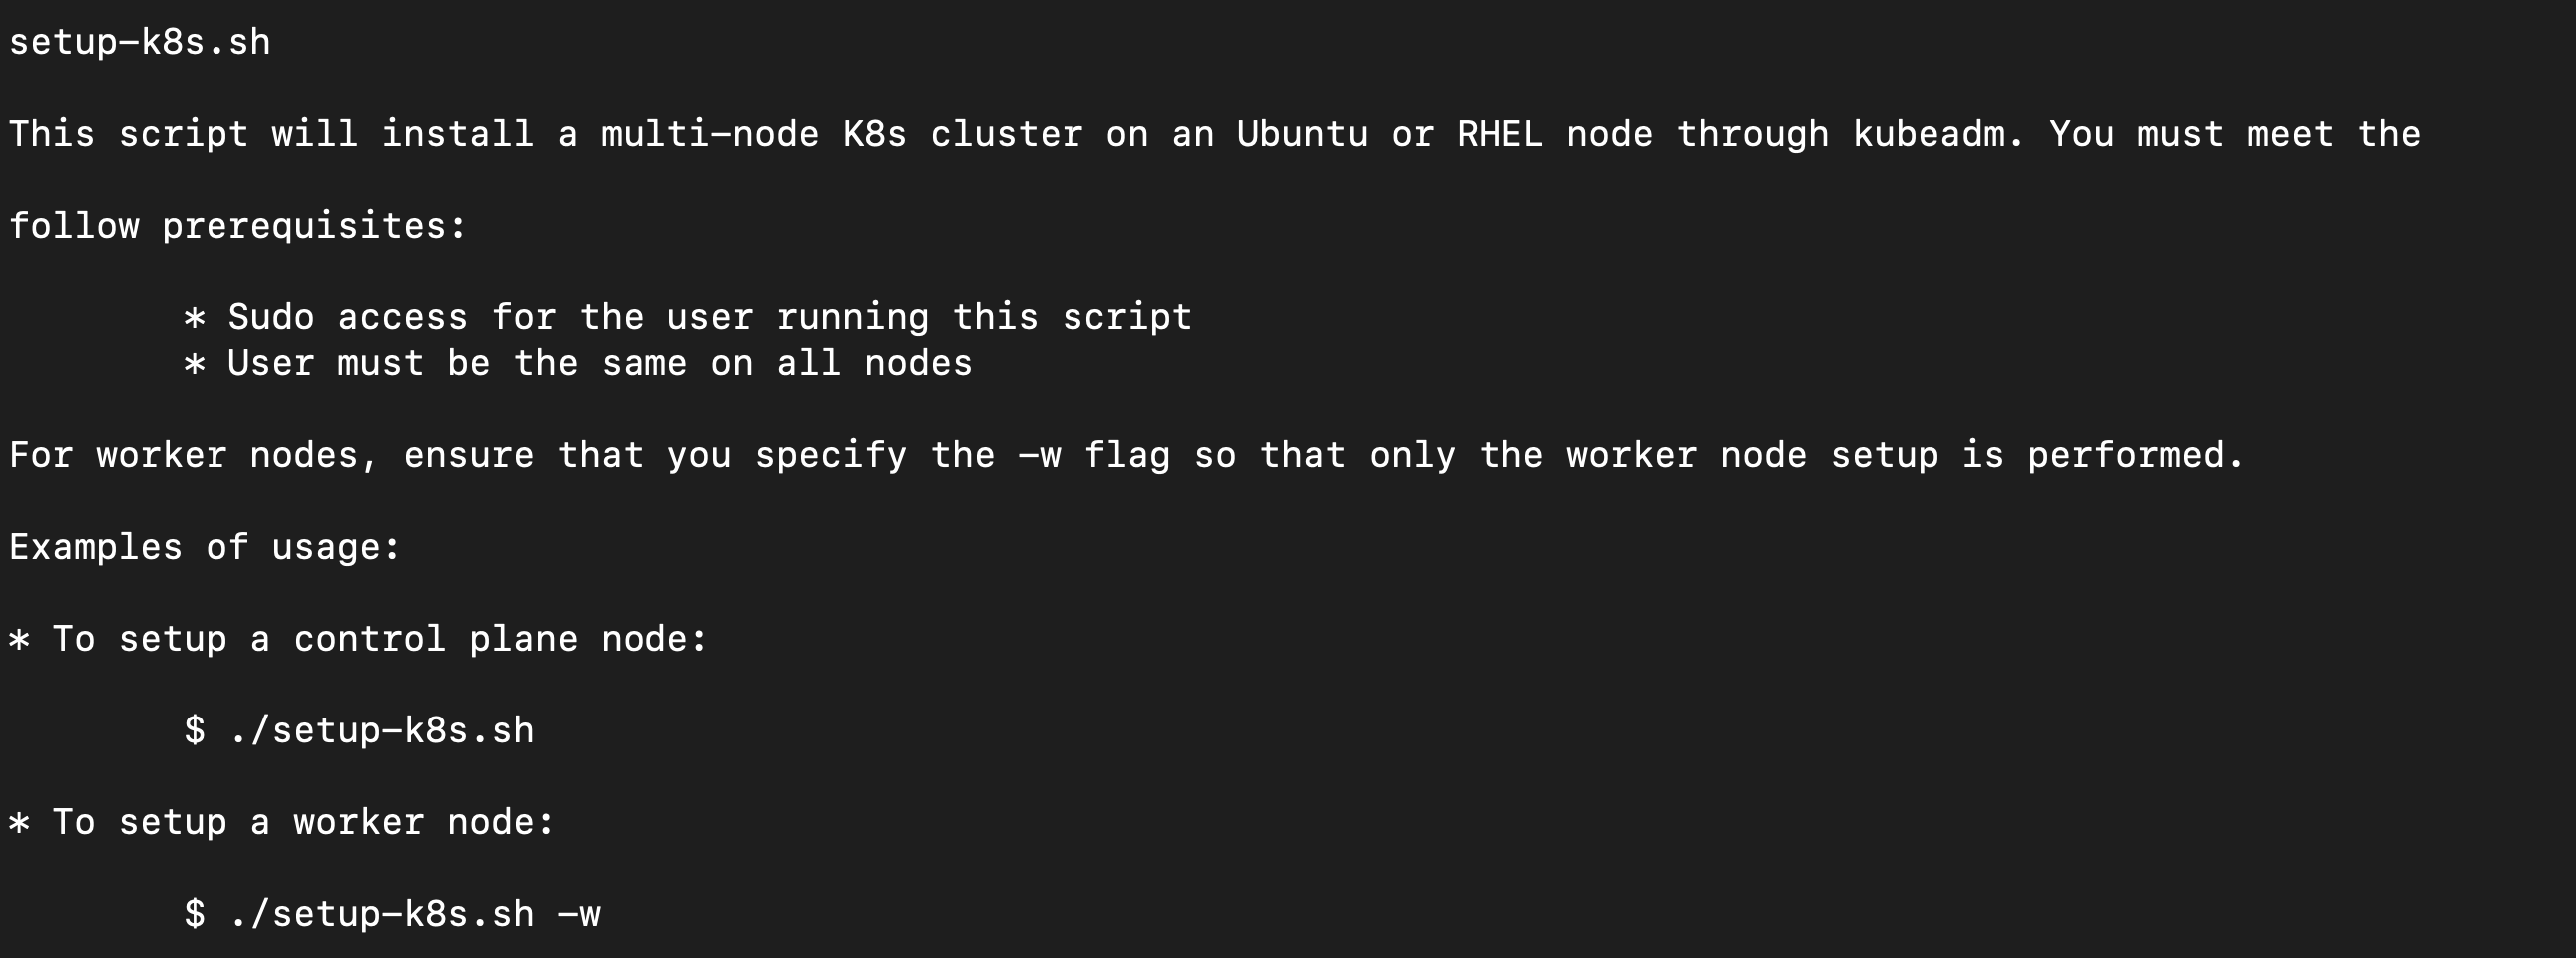 setup-k8s.sh
This script will install a multi-node K8s cluster on an Ubuntu or RHEL node through kubeadm. You must meet the
follow prerequisites:
* Sudo access for the user running this script
* User must be the same on all nodes
For worker nodes, ensure that you specify the -w flag so that only the worker node setup is performed.
Examples of usage:
* To setup a control plane node:
$ ./setup-k8s.sh
* To setup a worker node:
$ ./setup-k8s.sh -w